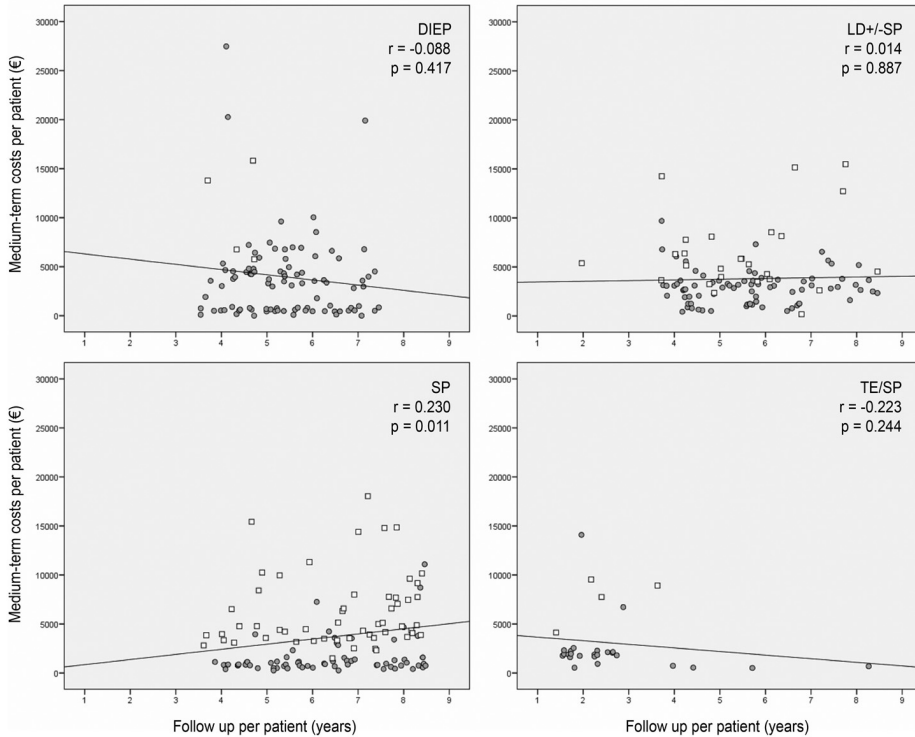 DIEP
r = -0.088
p = 0.417
Medium-term costs per patient (€)
30000
25000
20000
15000
10000
5000
0
1 2 3 4 5 6 7 8 9
LD+/-SP
r = 0.014
p = 0.887
30000
25000
20000
15000
10000
5000
0
1 2 3 4 5 6 7 8 9
SP
r = 0.230
p = 0.011
Medium-term costs per patient (€)
30000
25000
20000
15000
10000
5000
0
1 2 3 4 5 6 7 8 9
Follow up per patient (years)
TE/SP
r = -0.223
p = 0.244
30000
25000
20000
15000
10000
5000
0
1 2 3 4 5 6 7 8 9
Follow up per patient (years)